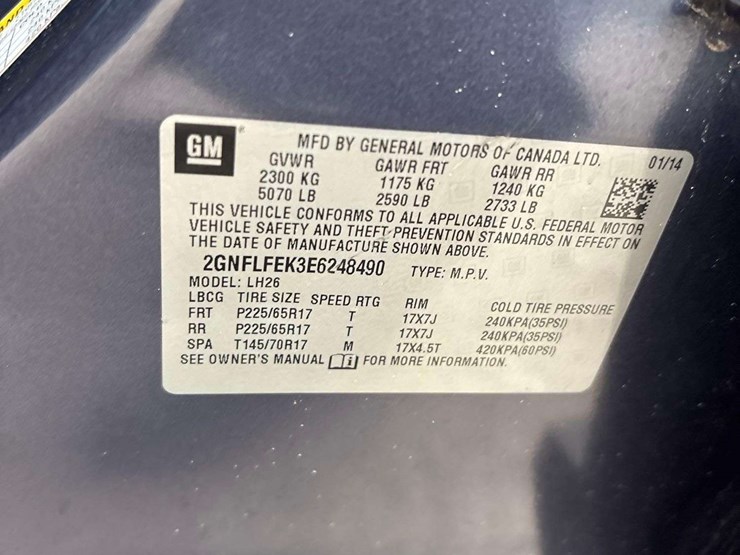 GM
MFD BY GENERAL MOTORS OF CANADA LTD. 01/14
GVWR GAWR FRT GAWR RR
2300 KG 1175 KG 1240 KG
5070 LB 2590 LB 2733 LB
THIS VEHICLE CONFORMS TO ALL APPLICABLE U.S. FEDERAL MOTOR
VEHICLE SAFETY AND THEFT PREVENTION STANDARDS IN EFFECT ON
THE DATE OF MANUFACTURE SHOWN ABOVE.
2GNFLFEK3E6248490 TYPE: M.P.V.
MODEL: LH26
LBCG TIRE SIZE SPEED RTG RIM COLD TIRE PRESSURE
FRT P225/65R17 T 17X7J 240KPA(35PSI)
RR P225/65R17 T 17X7J 240KPA(35PSI)
SPA T145/70R17 M 17X4.5T 420KPA(60PSI)
SEE OWNER'S MANUAL i FOR MORE INFORMATION.